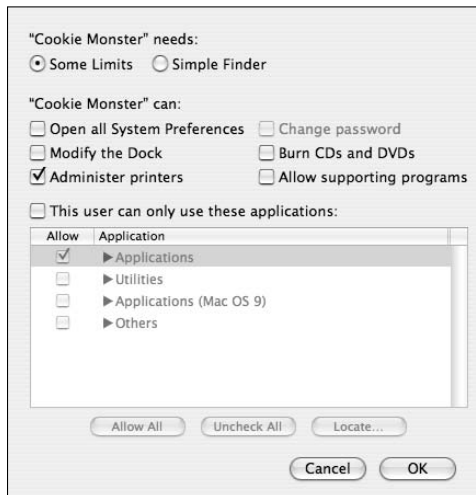 “Cookie Monster” needs:
Some Limits Simple Finder
“Cookie Monster” can:
Open all System Preferences Change password
Modify the Dock Burn CDs and DVDs
Administer printers Allow supporting programs
This user can only use these applications:
Allow Application
Applications
Utilities
Applications (Mac OS 9)
Others
Allow All Uncheck All Locate...
Cancel OK